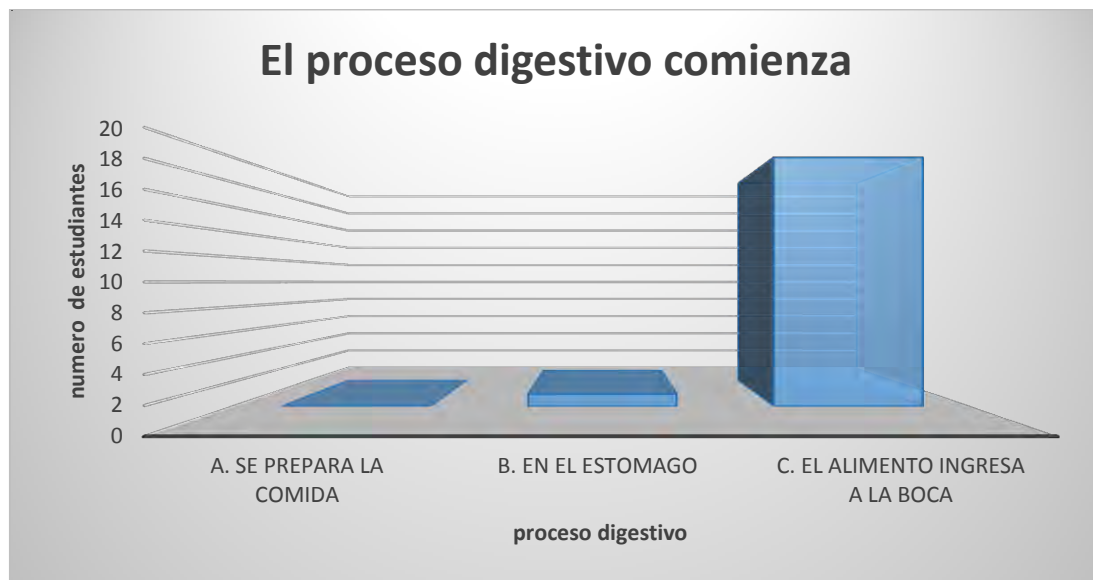 El proceso digestivo comienza
numero de estudiantes
20
18
16
14
12
10
8
6
4
2
0
A. SE PREPARA LA
COMIDA
B. EN EL ESTOMAGO
C. EL ALIMENTO INGRESA
A LA BOCA
proceso digestivo